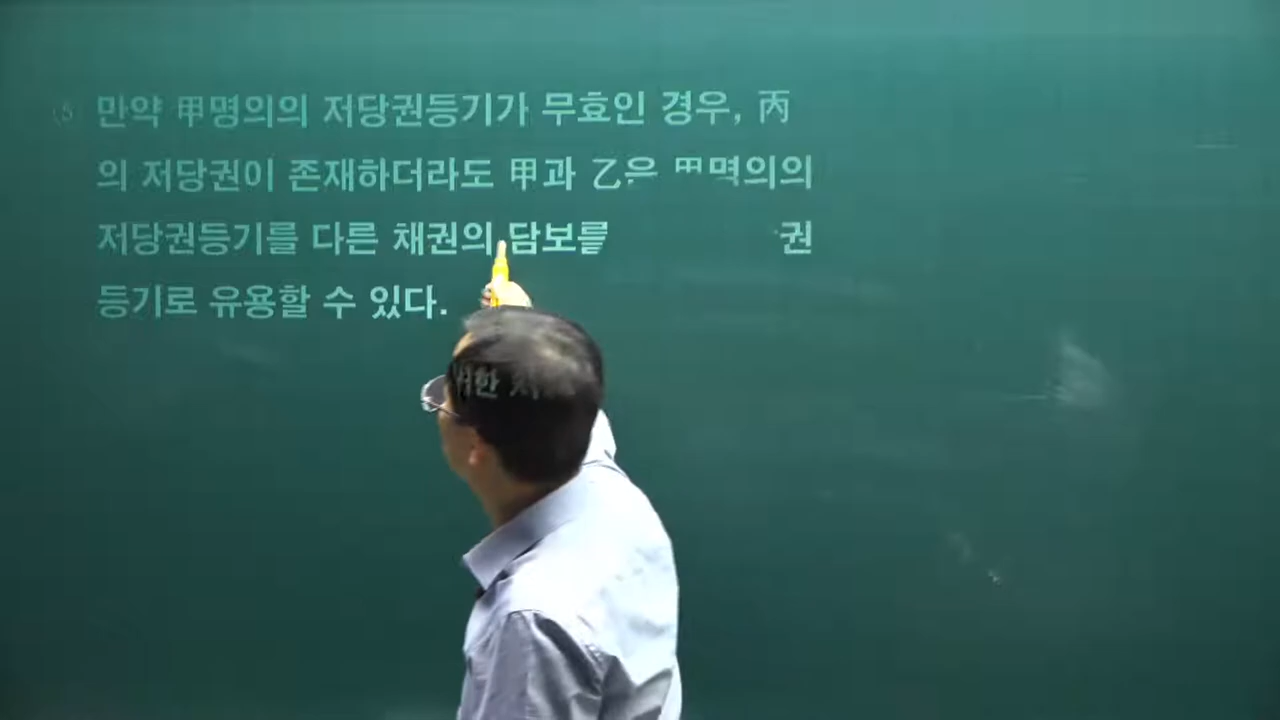 ⑤ 만약 甲명의의 저당권등기가 무효인 경우, 丙
의 저당권이 존재하더라도 甲과 乙은 甲명의의
저당권등기를 다른 채권의 담보를 권
등기로 유용할 수 있다.